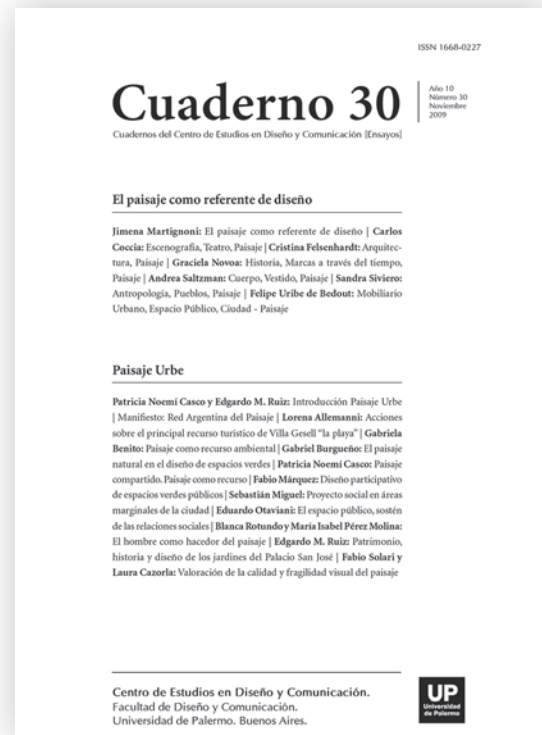 ISSN 1668-0227
Cuaderno 30
Año 10
Número 30
Noviembre
2009
Cuadernos del Centro de Estudios en Diseño y Comunicación [Ensayos]
El paisaje como referente de diseño
Jimena Martignoni: El paisaje como referente de diseño | Carlos
Coccia: Escenografía, Teatro, Paisaje | Cristina Felsenhardt: Arquitec-
tura, Paisaje | Graciela Novoa: Historia, Marcas a través del tiempo,
Paisaje | Andrea Saltzman: Cuerpo, Vestido, Paisaje | Sandra Siviero:
Antropología, Pueblos, Paisaje | Felipe Uribe de Bedout: Mobiliario
Urbano, Espacio Público, Ciudad - Paisaje
Paisaje Urbe
Patricia Noemí Casco y Edgardo M. Ruiz: Introducción Paisaje Urbe
| Manifiesto: Red Argentina del Paisaje | Lorena Allemanni: Acciones
sobre el principal recurso turístico de Villa Gesell "la playa" | Gabriela
Benito: Paisaje como recurso ambiental | Gabriel Burgueño: El paisaje
natural en el diseño de espacios verdes | Patricia Noemí Casco: Paisaje
compartido. Paisaje como recurso | Fabio Márquez: Diseño participativo
de espacios verdes públicos | Sebastián Miguel: Proyecto social en áreas
marginales de la ciudad | Eduardo Otaviani: El espacio público, sostén
de las relaciones sociales | Blanca Rotundo y María Isabel Pérez Molina:
El hombre como hacedor del paisaje | Edgardo M. Ruiz: Patrimonio,
historia y diseño de los jardines del Palacio San José | Fabio Solari y
Laura Cazorla: Valoración de la calidad y fragilidad visual del paisaje
Centro de Estudios en Diseño y Comunicación.
Facultad de Diseño y Comunicación.
Universidad de Palermo. Buenos Aires.
UP
Universidad
de Palermo